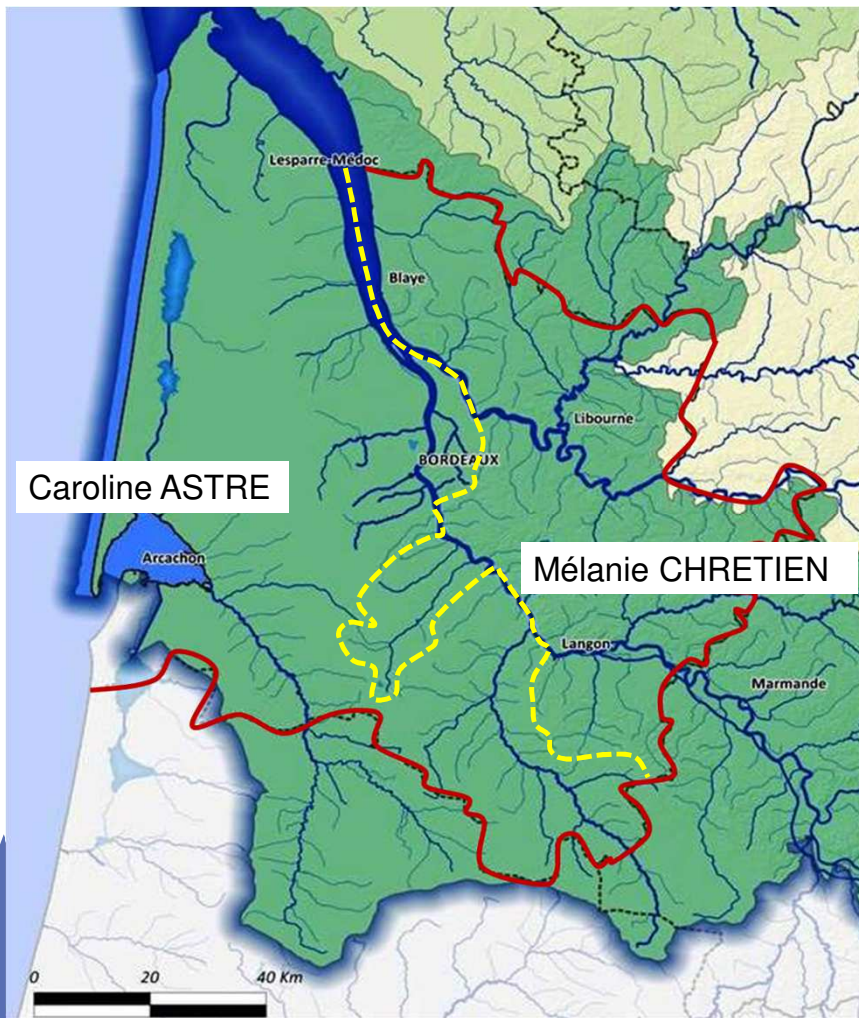 Lesparre-Médoc
Blaye
Libourne
BORDEAUX
Caroline ASTRE
Arcachon
Mélanie CHRETIEN
Langon
Marmande
0 20 40 Km